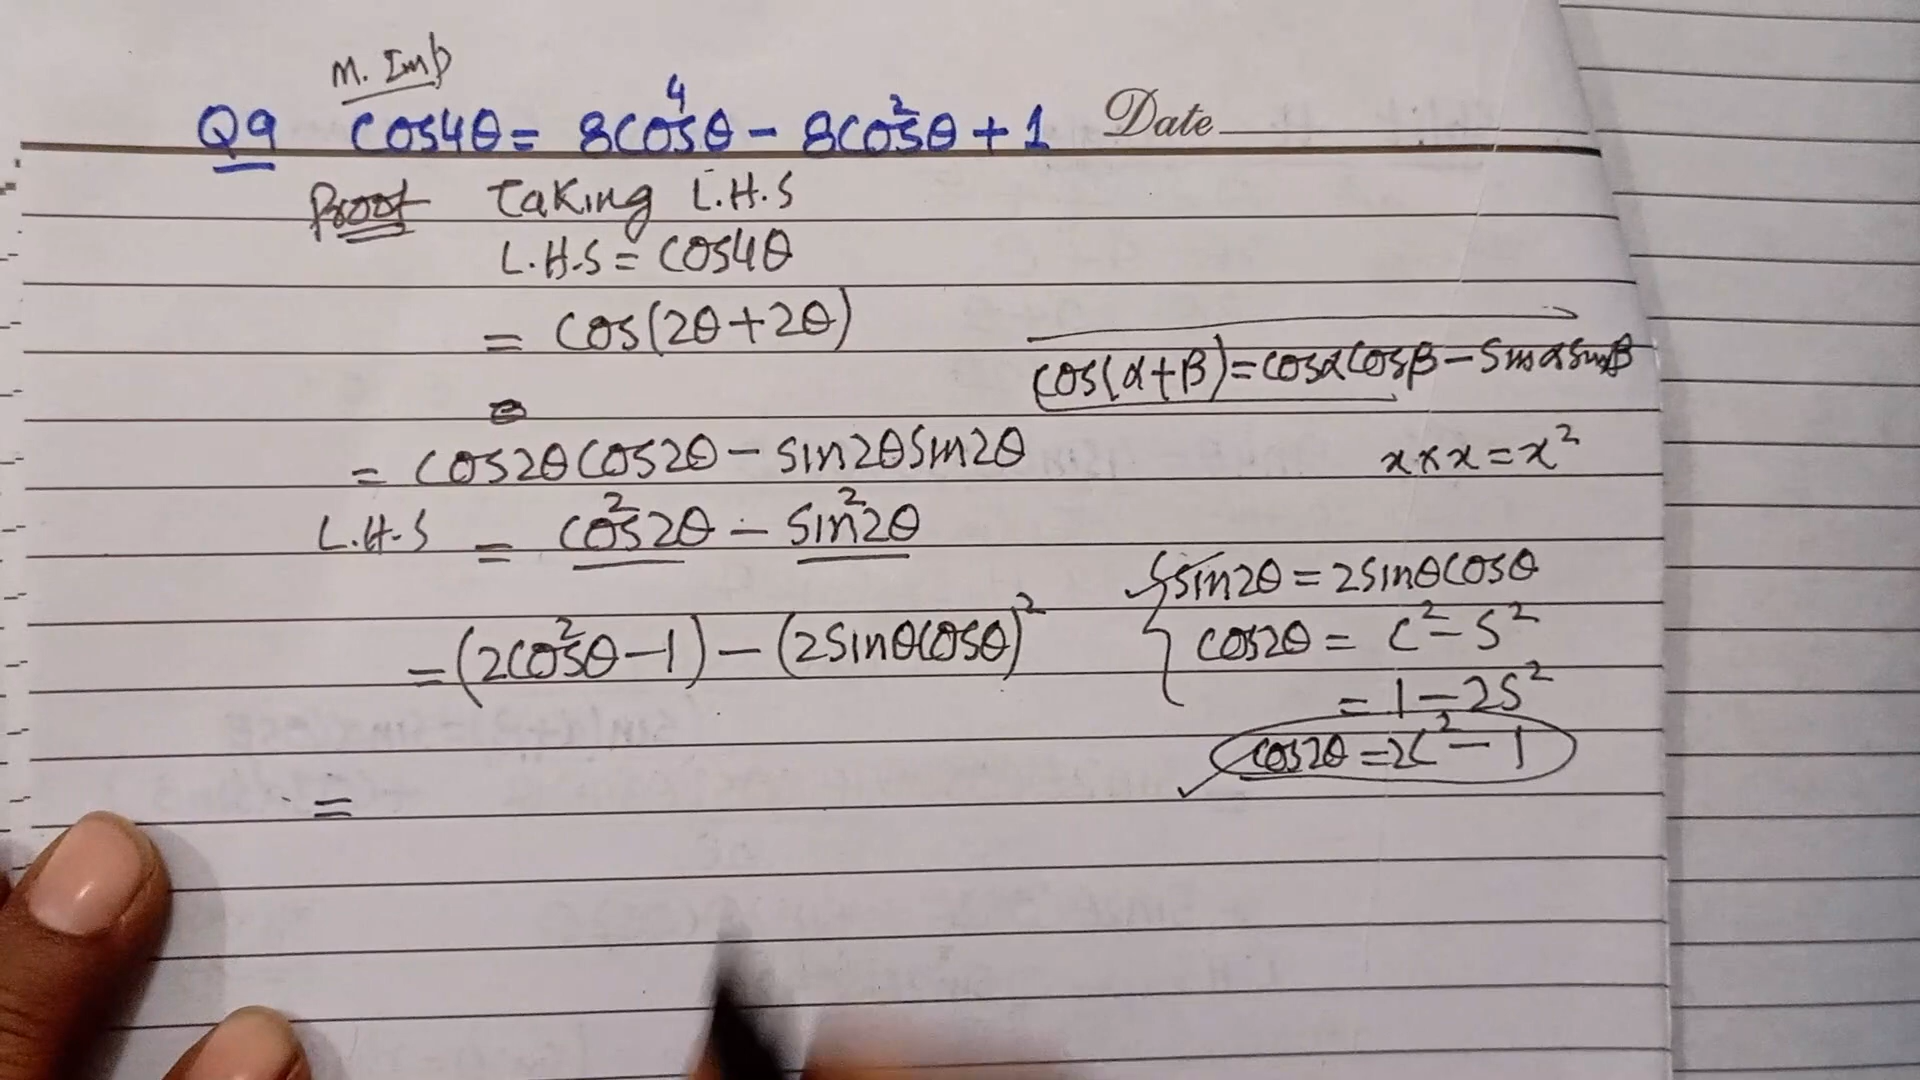 M. Imp
Q9 cos4θ = 8cos⁴θ - 8cos²θ + 1 Date
Proof Taking L.H.S
L.H.S = cos4θ
= cos(2θ+2θ)
cos(α+β) = cosαcosβ - sinαsinβ
= cos2θcos2θ - sin2θsin2θ
x × x = x²
L.H.S = cos²2θ - sin²2θ
sin2θ = 2sinθcosθ
= (2cos²θ-1) - (2sinθcosθ)²
cos2θ = c² - s²
= 1 - 2s²
cos2θ = 2c² - 1
=